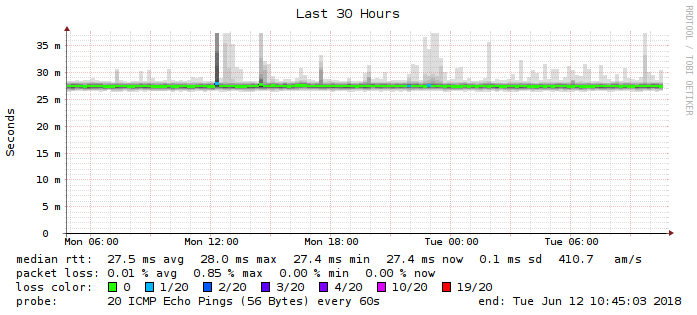 Last 30 Hours
RRDTOOL / TOBI OETIKER
Seconds
35 m
30 m
25 m
20 m
15 m
10 m
5 m
0
Mon 06:00 Mon 12:00 Mon 18:00 Tue 00:00 Tue 06:00
median rtt: 27.5 ms avg 28.0 ms max 27.4 ms min 27.4 ms now 0.1 ms sd 410.7 am/s
packet loss: 0.01 % avg 0.85 % max 0.00 % min 0.00 % now
loss color: 0 1/20 2/20 3/20 4/20 10/20 19/20
probe: 20 ICMP Echo Pings (56 Bytes) every 60s end: Tue Jun 12 10:45:03 2018